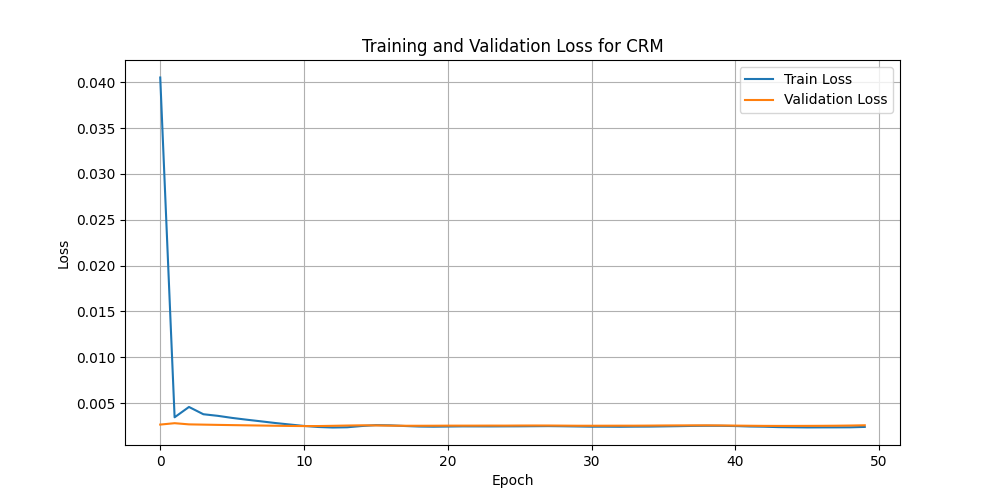 Training and Validation Loss for CRM
Train Loss
Validation Loss
0.040
0.035
0.030
0.025
0.020
0.015
0.010
0.005
Loss
0 10 20 30 40 50
Epoch